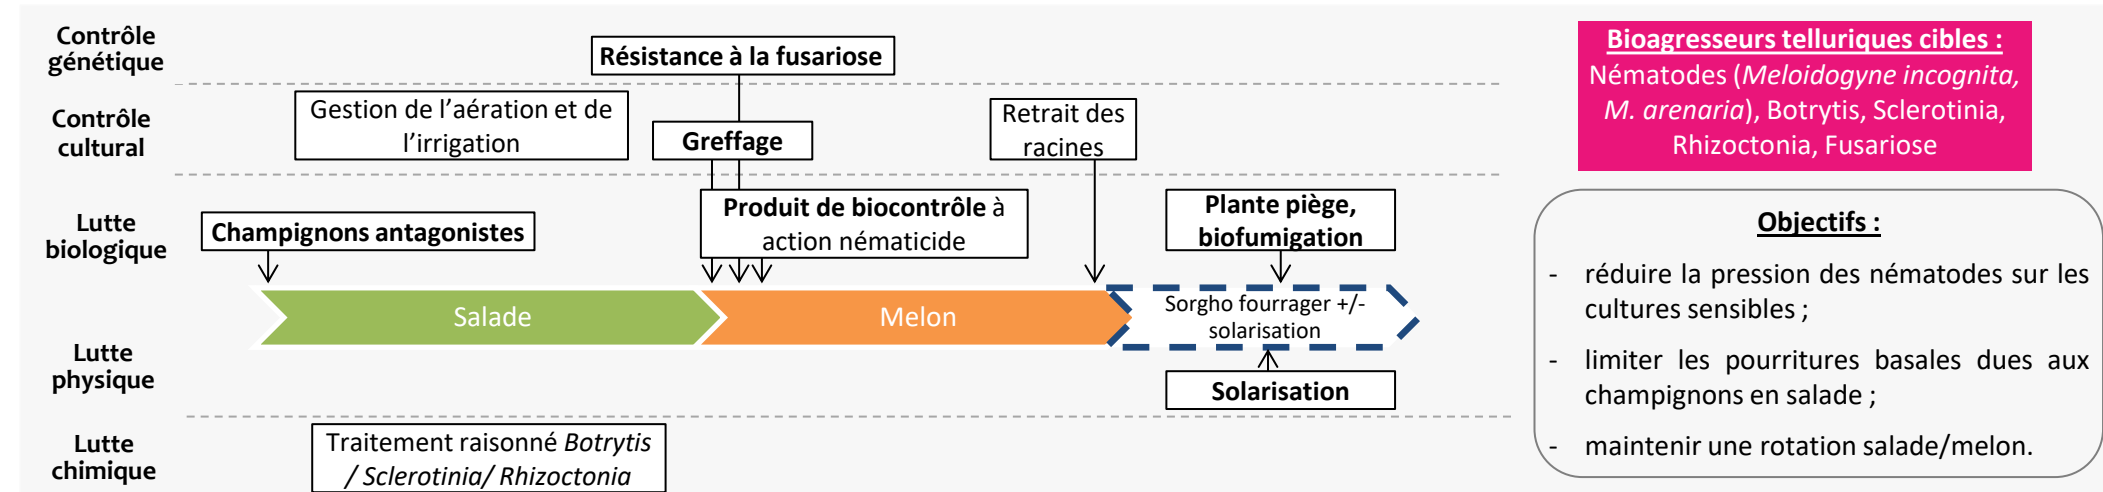 Contrôle
génétique
Résistance à la fusariose
Contrôle
cultural
Gestion de l'aération et de
l'irrigation
Greffage
Retrait des
racines
Lutte
biologique
Champignons antagonistes
Produit de biocontrôle à
action nématicide
Plante piège,
biofumigation
Salade
Melon
Sorgho fourrager +/-
solarisation
Lutte
physique
Solarisation
Lutte
chimique
Traitement raisonné Botrytis
/ Sclerotinia/ Rhizoctonia
Bioagresseurs telluriques cibles :
Nématodes (Meloidogyne incognita,
M. arenaria), Botrytis, Sclerotinia,
Rhizoctonia, Fusariose
Objectifs :
- réduire la pression des nématodes sur les
cultures sensibles ;
- limiter les pourritures basales dues aux
champignons en salade ;
- maintenir une rotation salade/melon.